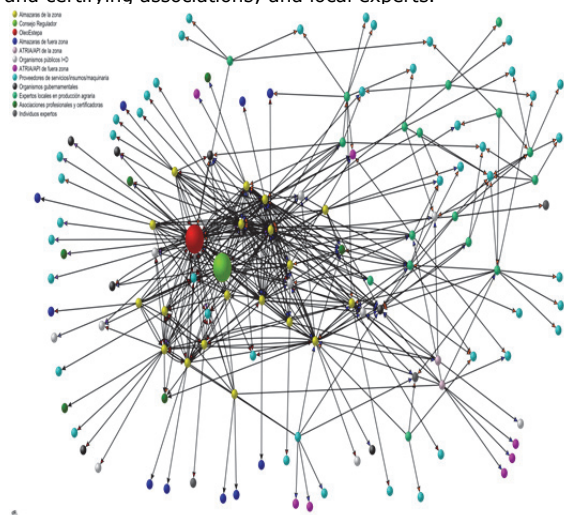 and certifying associations, and local experts.
Almazaras de la zona
Consejo Regulador
OleoEstepa
Almazaras de fuera zona
ATRIA/API de la zona
Organismos públicos I+D
ATRIA/API de fuera zona
Proveedores de servicios/insumos/maquinaria
Organismos gubernamentales
Expertos locales en producción agraria
Asociaciones profesionales y certificadoras
Individuos expertos